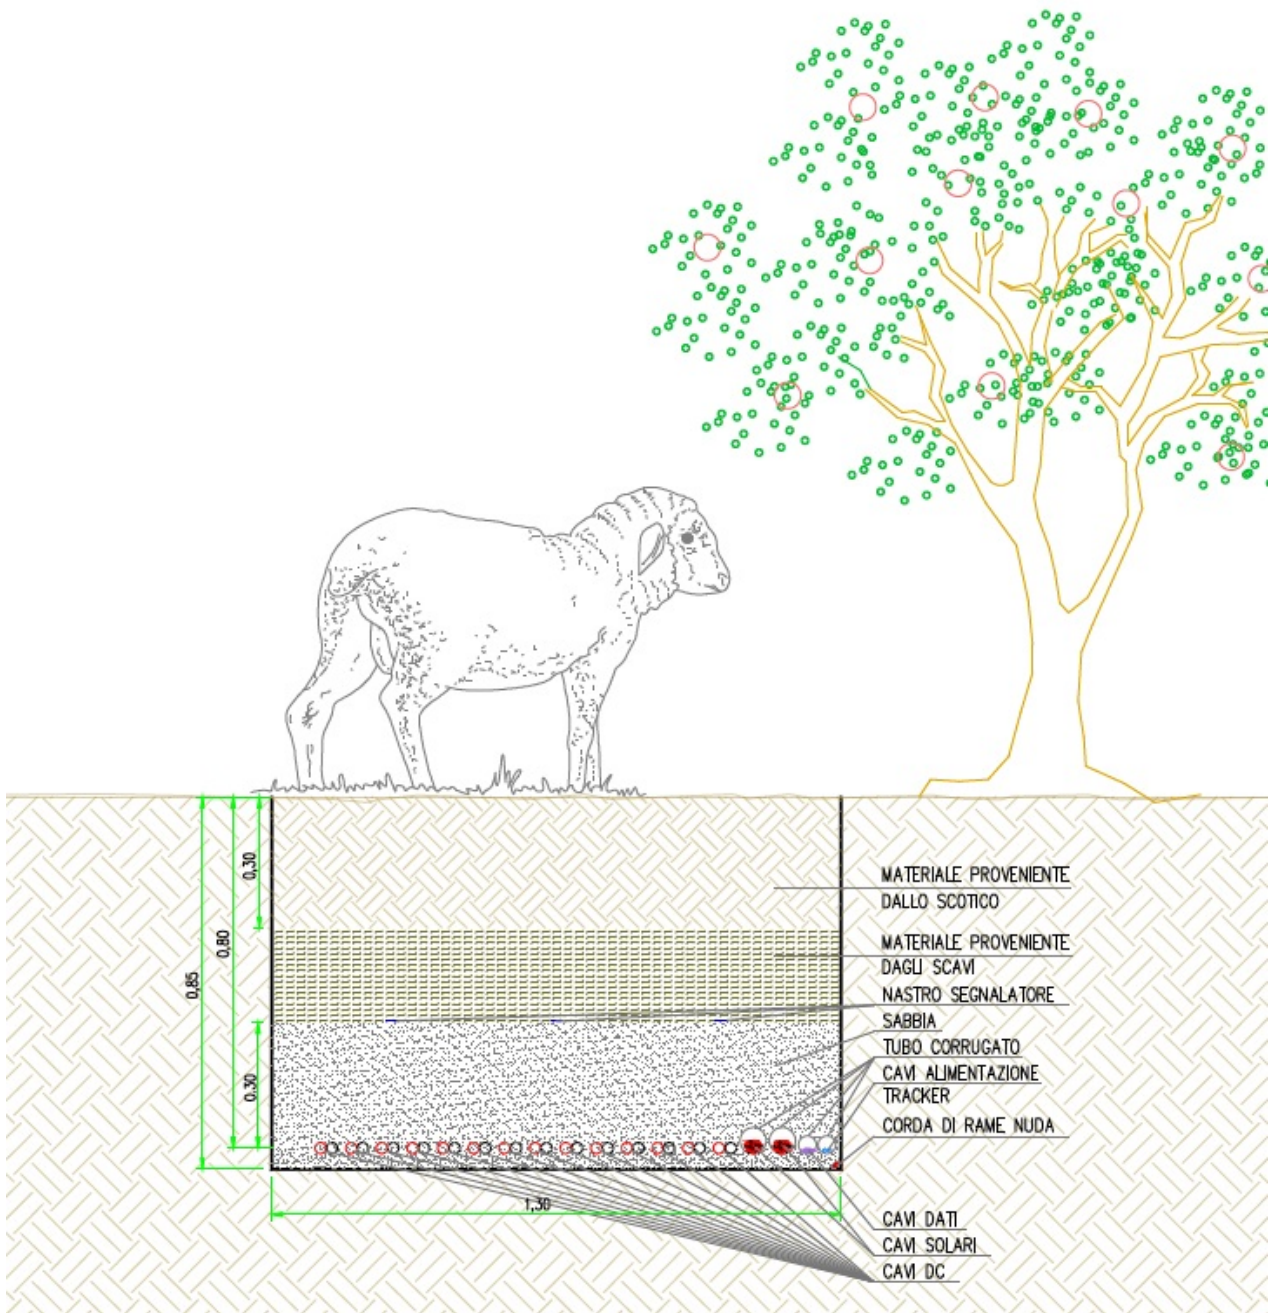 0,30
0,80
0,85
0.30
1,30
MATERIALE PROVENIENTE
DALLO SCOTICO
MATERIALE PROVENIENTE
DAGLI SCAVI
NASTRO SEGNALATORE
SABBIA
TUBO CORRUGATO
CAVI ALIMENTAZIONE
TRACKER
CORDA DI RAME NUDA
CAVI DATI
CAVI SOLARI
CAVI DC